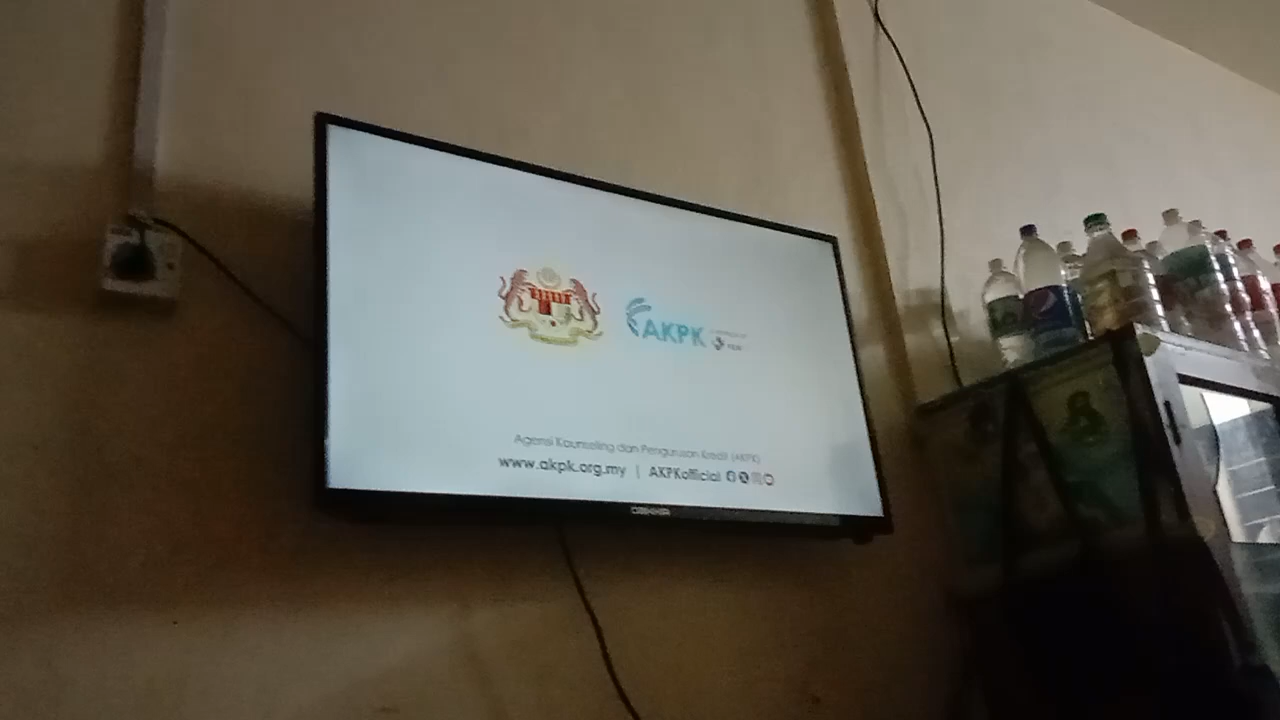 AKPK
Agensi Kaunseling dan Pengurusan Kredit (AKPK)
www.akpk.org.my | AKPKofficial